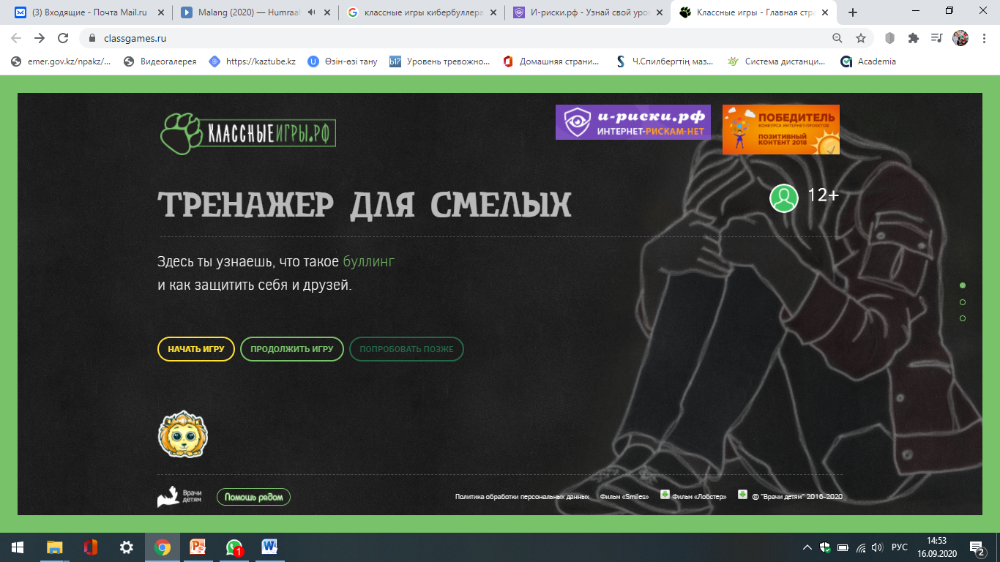 (3) Входящие - Почта Mail.ru
Malang (2020) — Humraah
классные игры кибербуллера
И-риски.рф - Узнай свой уров
Классные игры - Главная стра
classgames.ru
emer.gov.kz/npakz/...
Видеогалерея
https://kaztube.kz
Өзін-өзі тану
Уровень тревожно...
Домашняя страни...
Ч.Спилбергтің маз...
Система дистанци...
Academia
КЛАССНЫЕИГРЫ.РФ
и-риски.рф
ИНТЕРНЕТ-РИСКАМ-НЕТ
ПОБЕДИТЕЛЬ
КОНКУРСА ИНТЕРНЕТ-ПРОЕКТОВ
ПОЗИТИВНЫЙ
КОНТЕНТ 2018
ТРЕНАЖЕР ДЛЯ СМЕЛЫХ
12+
Здесь ты узнаешь, что такое буллинг
и как защитить себя и друзей.
НАЧАТЬ ИГРУ
ПРОДОЛЖИТЬ ИГРУ
ПОПРОБОВАТЬ ПОЗЖЕ
Врачи
детям
Помощь рядом
Политика обработки персональных данных
Фильм «Smiles»
Фильм «Лобстер»
© "Врачи детям" 2016-2020
1
РУС
14:53
16.09.2020
2